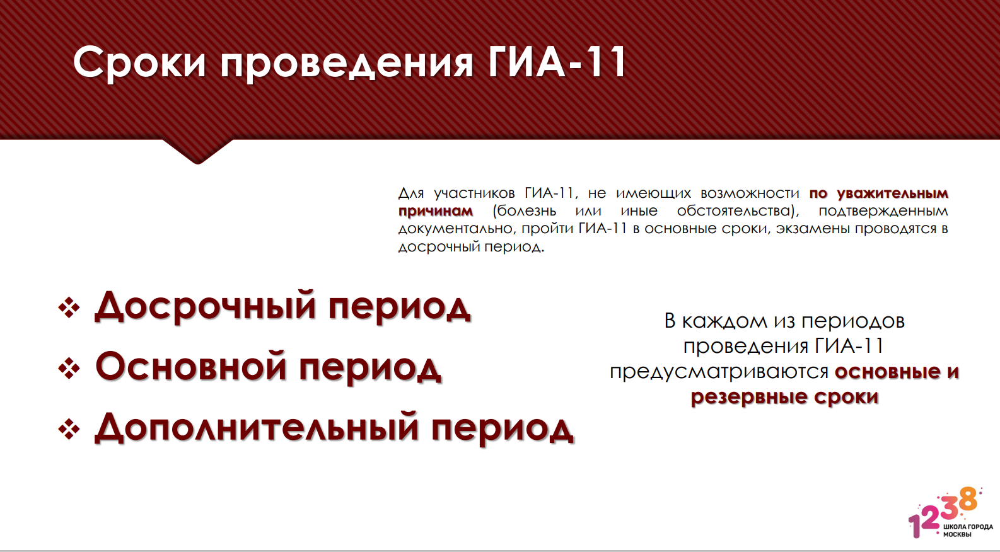 Сроки проведения ГИА-11
Для участников ГИА-11, не имеющих возможности по уважительным
причинам (болезнь или иные обстоятельства), подтвержденным
документально, пройти ГИА-11 в основные сроки, экзамены проводятся в
досрочный период.
❖ Досрочный период
❖ Основной период
❖ Дополнительный период
В каждом из периодов
проведения ГИА-11
предусматриваются основные и
резервные сроки
1238
ШКОЛА ГОРОДА
МОСКВЫ